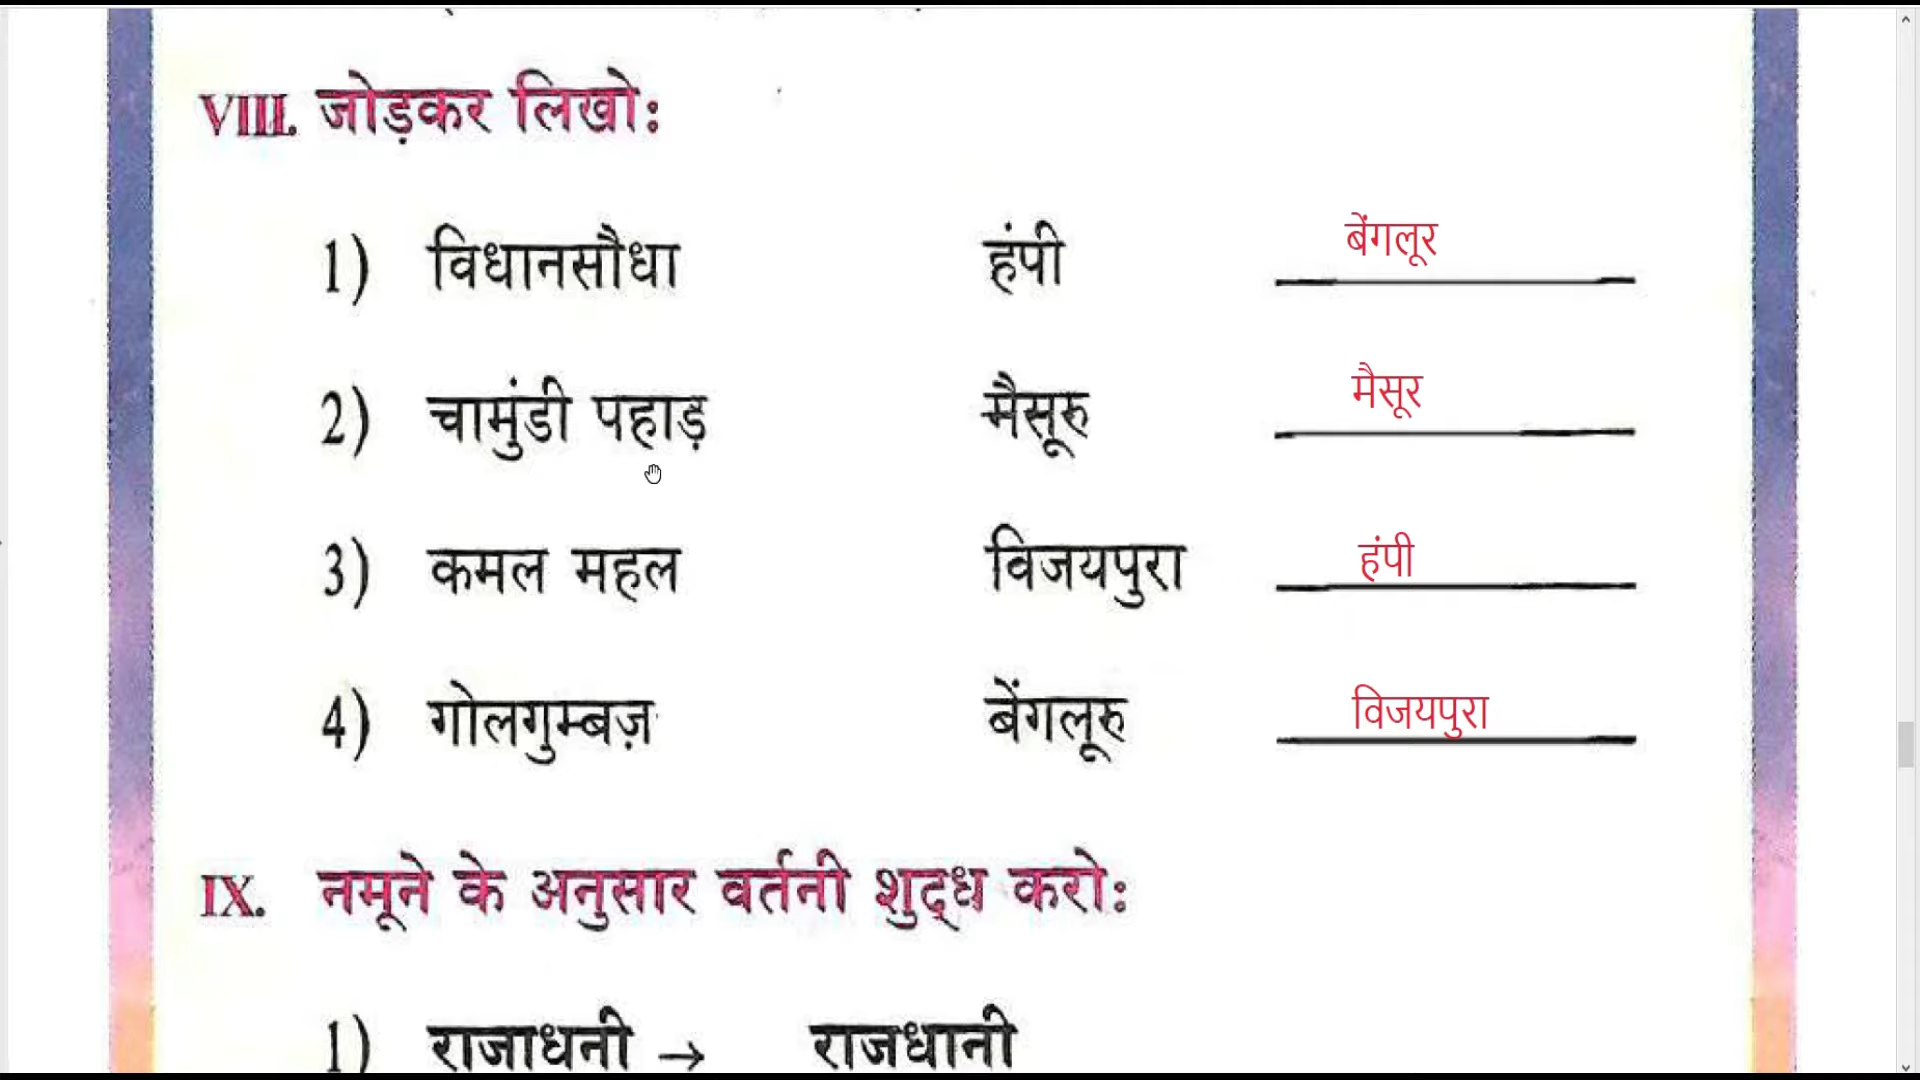 VIII. जोड़कर लिखो:
1) विधानसौधा हंपी बेंगलूर
2) चामुंडी पहाड़ मैसूरु मैसूर
3) कमल महल विजयपुरा हंपी
4) गोलगुम्बज़ बेंगलूरु विजयपुरा
IX. नमूने के अनुसार वर्तनी शुद्ध करो:
1) राजाधनी → राजधानी